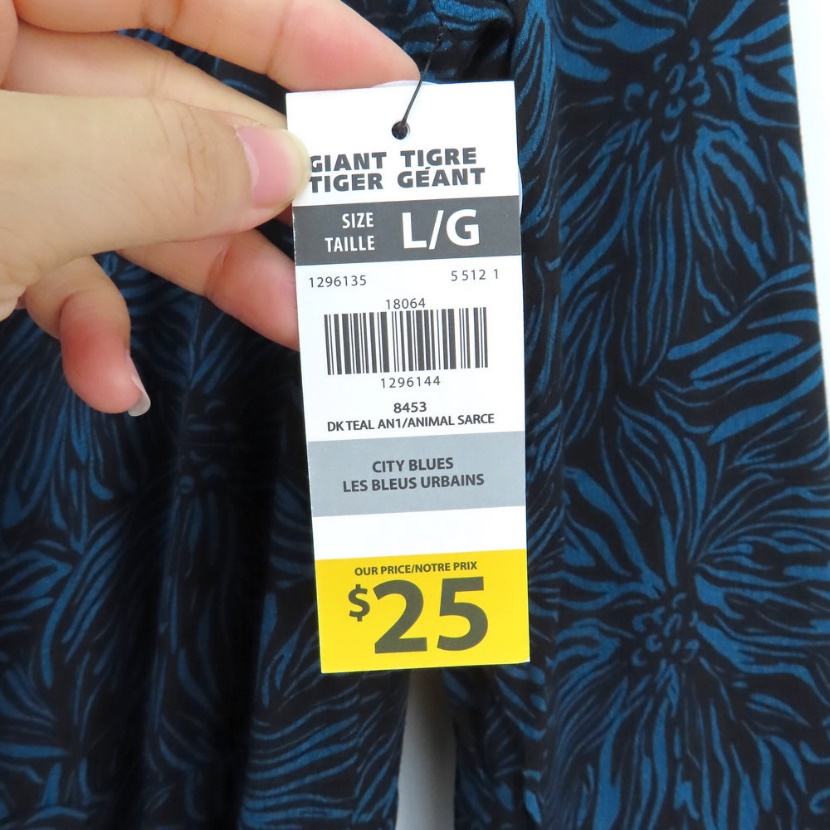 GIANT TIGRE
TIGER GÉANT
SIZE
TAILLE
L/G
1296135 5512 1
18064
1296144
8453
DK TEAL AN1/ANIMAL SARCE
CITY BLUES
LES BLEUS URBAINS
OUR PRICE/NOTRE PRIX
$25